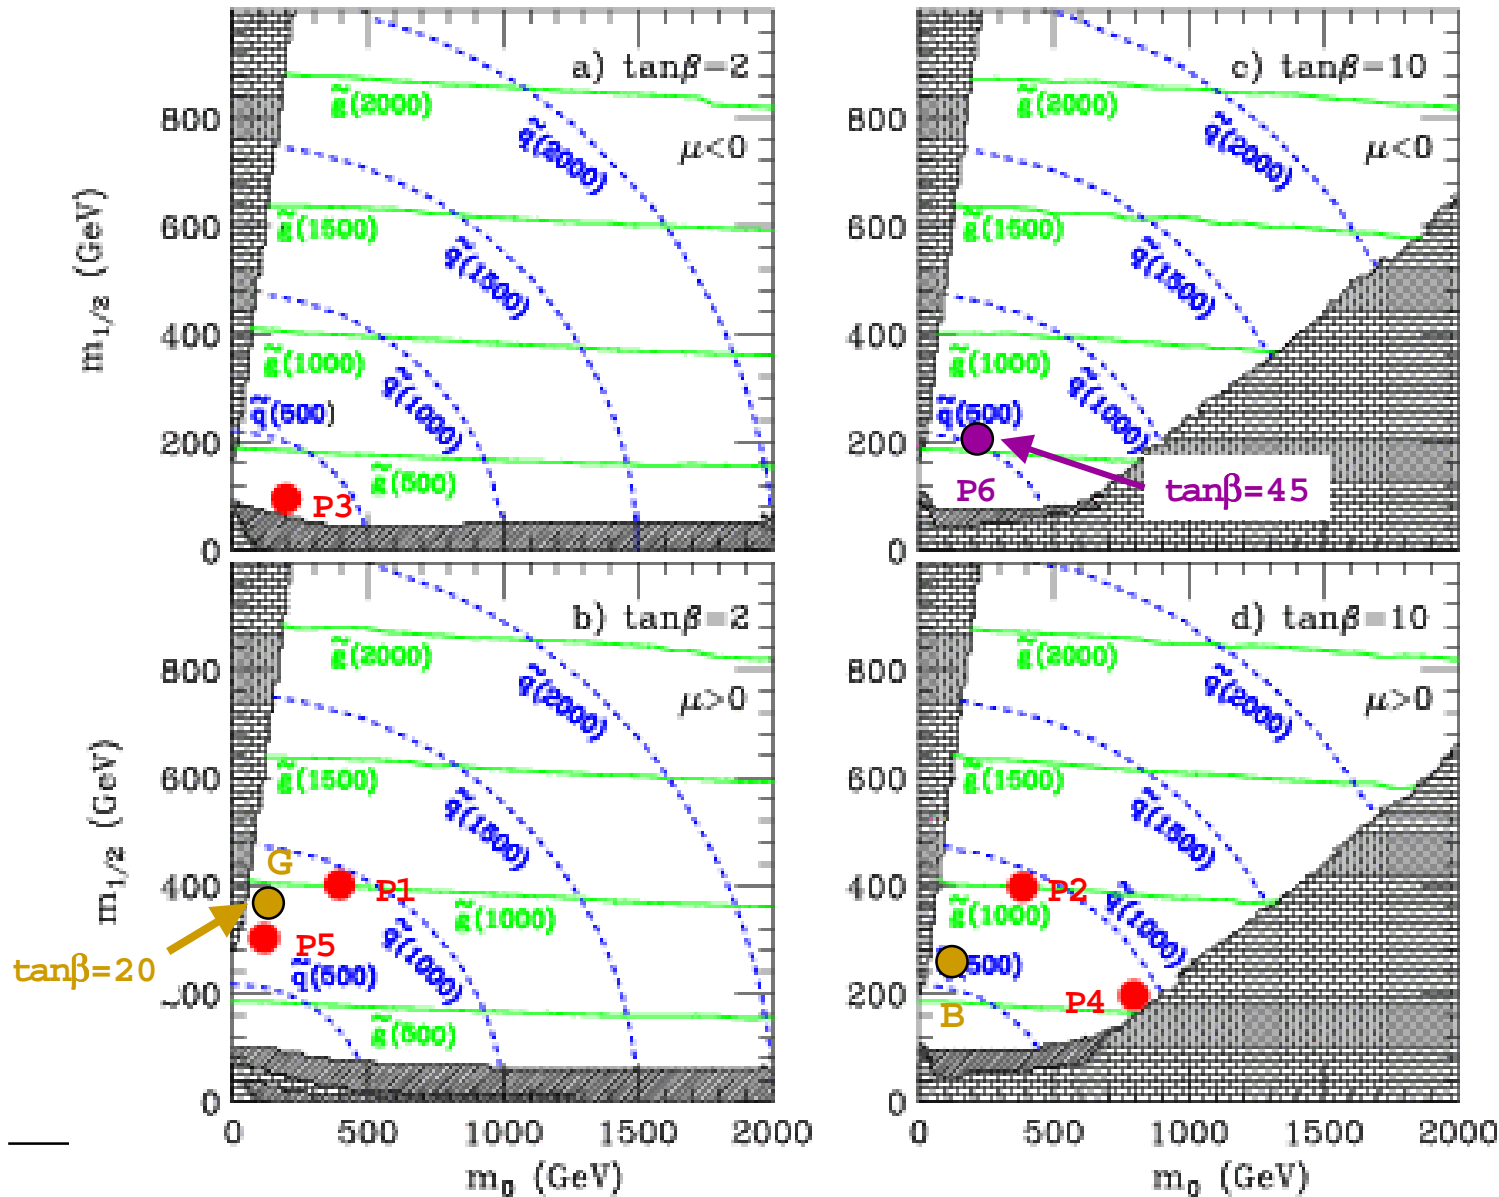 a) tanβ=2
μ<0
800
600
400
200
0
m1/2 (GeV)
g̃(2000)
q̃(2000)
g̃(1500)
q̃(1500)
g̃(1000)
q̃(1000)
q̃(500)
g̃(500)
P3
c) tanβ=10
μ<0
800
600
400
200
0
g̃(2000)
q̃(2000)
g̃(1500)
q̃(1500)
g̃(1000)
q̃(1000)
q̃(500)
P6
tanβ=45
b) tanβ=2
μ>0
800
600
400
0
m1/2 (GeV)
g̃(2000)
q̃(2000)
g̃(1500)
q̃(1500)
G
P1
g̃(1000)
P5
q̃(1000)
q̃(500)
tanβ=20
g̃(500)
0 500 1000 1500 2000
m0 (GeV)
d) tanβ=10
μ>0
800
600
400
200
0
g̃(2000)
q̃(2000)
g̃(1500)
q̃(1500)
P2
g̃(1000)
q̃(1000)
(500)
P4
B
0 500 1000 1500 2000
m0 (GeV)